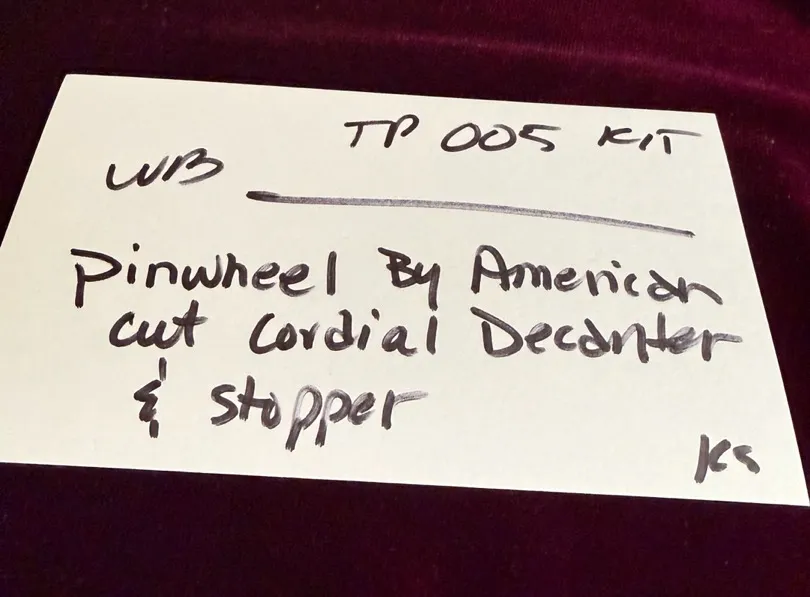 TP 005 KIT
WB
pinwheel By American
cut cordial Decanter
& stopper
KS